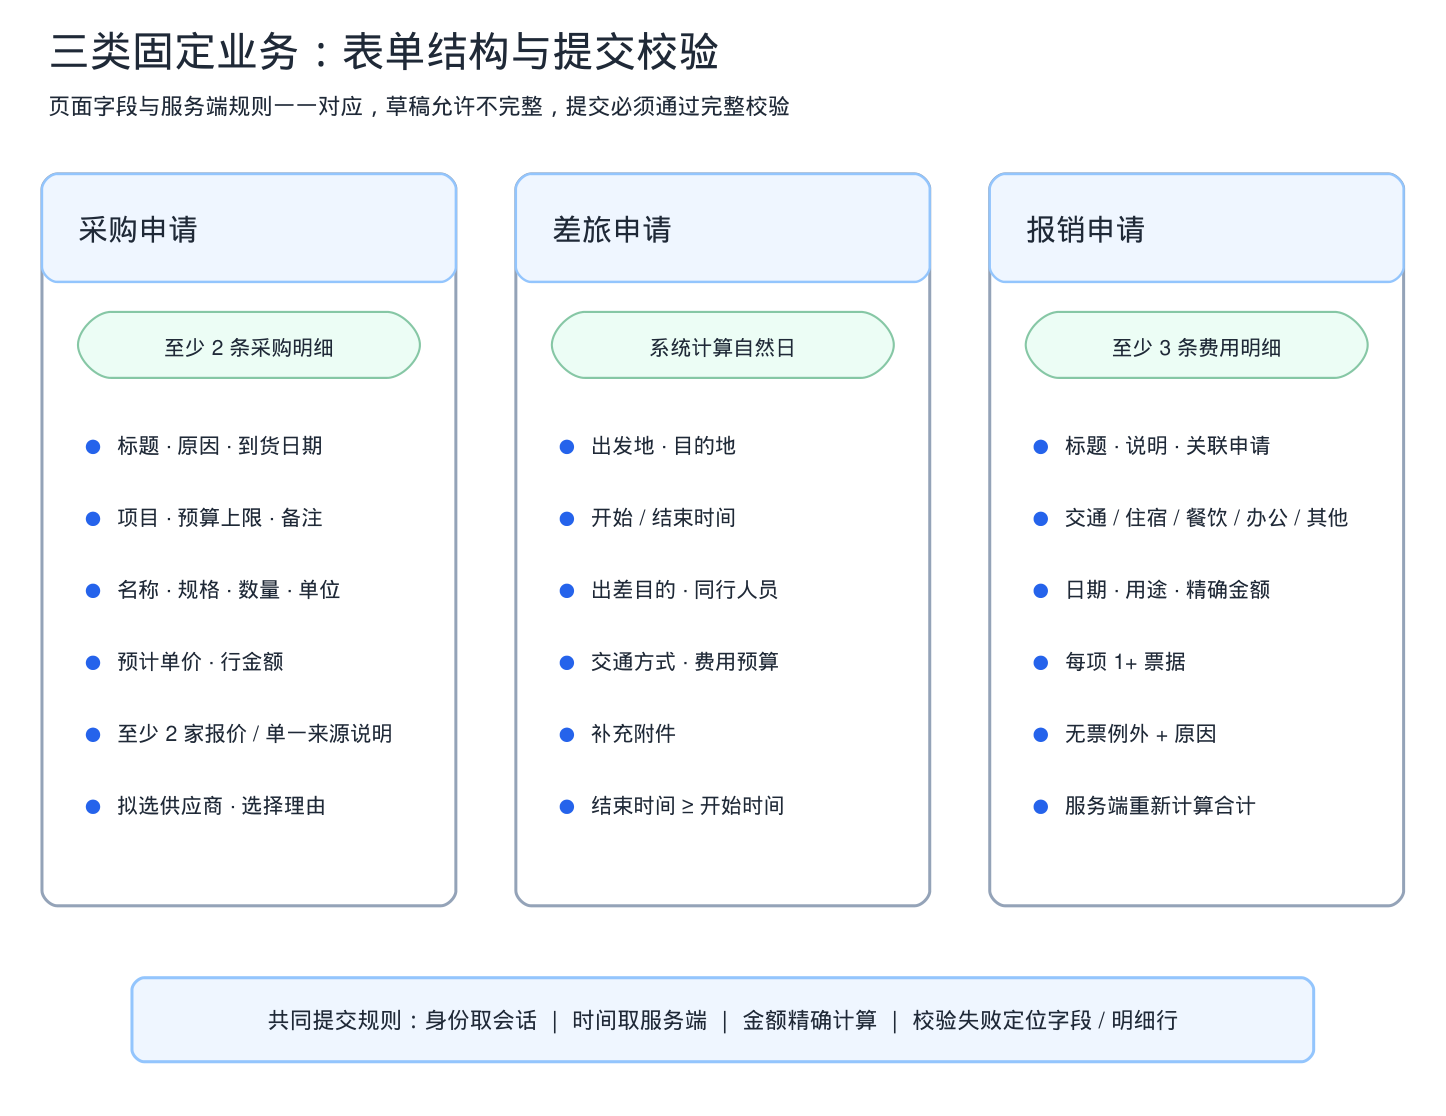 三类固定业务：表单结构与提交校验
页面字段与服务端规则一一对应，草稿允许不完整，提交必须通过完整校验
采购申请
至少 2 条采购明细
标题 · 原因 · 到货日期
项目 · 预算上限 · 备注
名称 · 规格 · 数量 · 单位
预计单价 · 行金额
至少 2 家报价 / 单一来源说明
拟选供应商 · 选择理由
差旅申请
系统计算自然日
出发地 · 目的地
开始 / 结束时间
出差目的 · 同行人员
交通方式 · 费用预算
补充附件
结束时间 ≥ 开始时间
报销申请
至少 3 条费用明细
标题 · 说明 · 关联申请
交通 / 住宿 / 餐饮 / 办公 / 其他
日期 · 用途 · 精确金额
每项 1+ 票据
无票例外 + 原因
服务端重新计算合计
共同提交规则：身份取会话 ｜ 时间取服务端 ｜ 金额精确计算 ｜ 校验失败定位字段 / 明细行